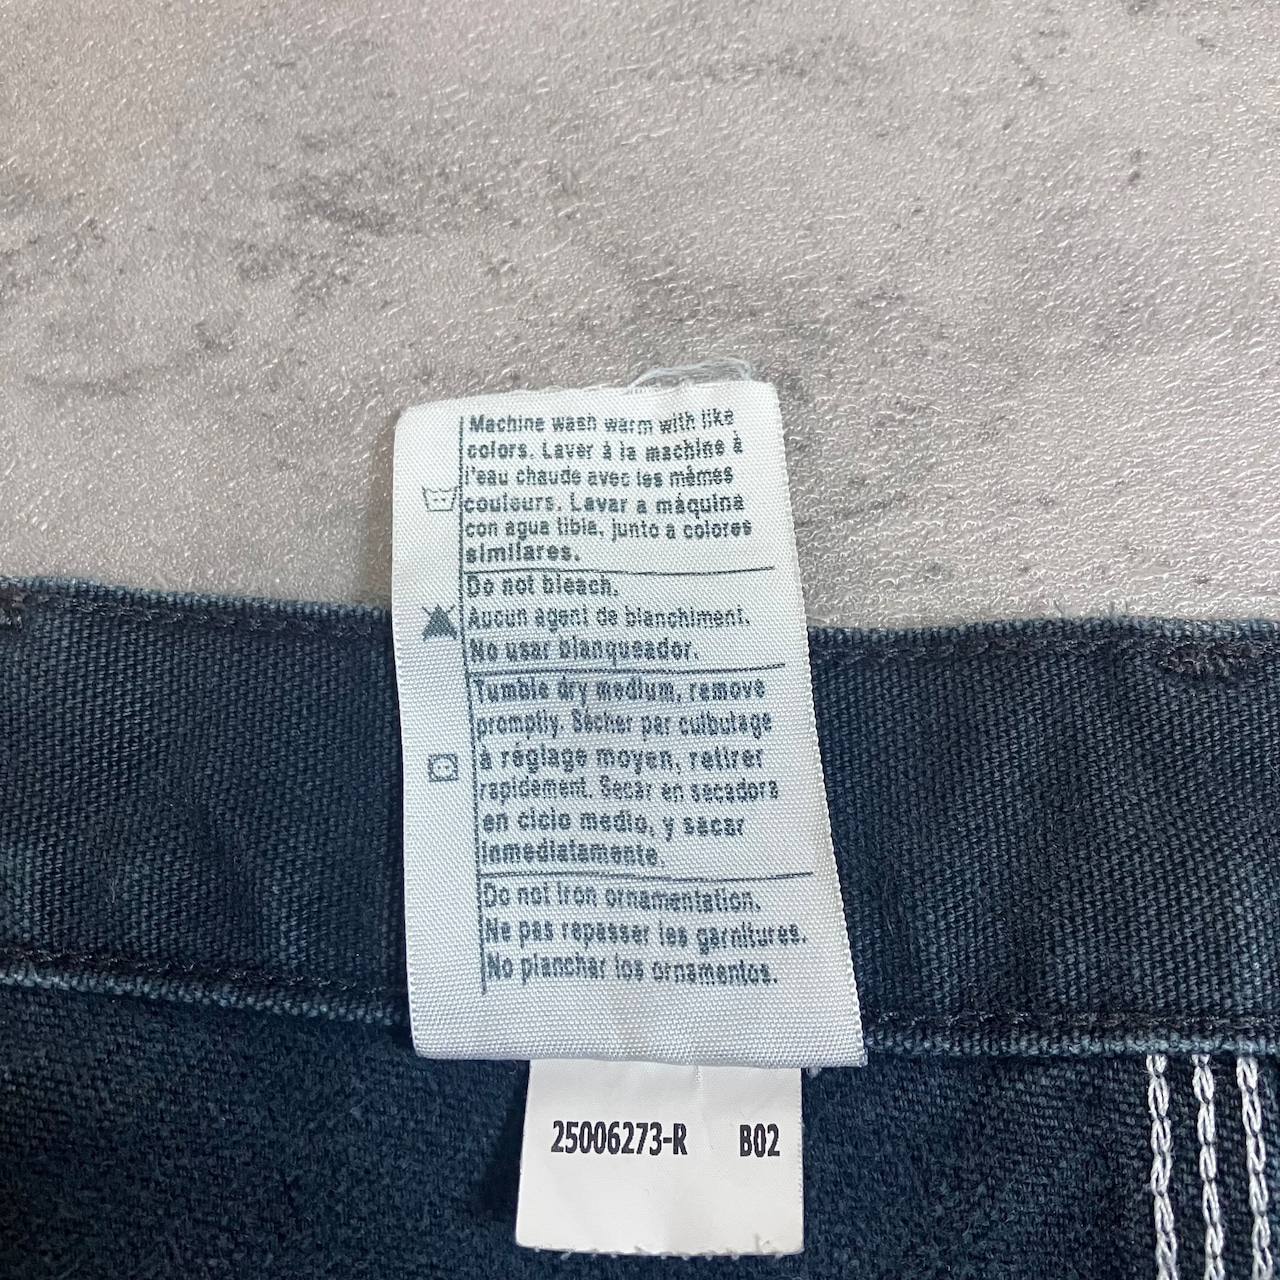 Machine wash warm with like
colors. Laver à la machine à
l'eau chaude avec les mêmes
couleurs. Lavar a máquina
con agua tibia, junto a colores
similares.
Do not bleach.
Aucun agent de blanchiment.
No usar blanqueador.
Tumble dry medium, remove
promptly. Sécher par culbutage
à réglage moyen, retirer
rapidement. Secar en secadora
en ciclo medio, y sacar
inmediatamente.
Do not iron ornamentation.
Ne pas repasser les garnitures.
No planchar los ornamentos.
25006273-R B02